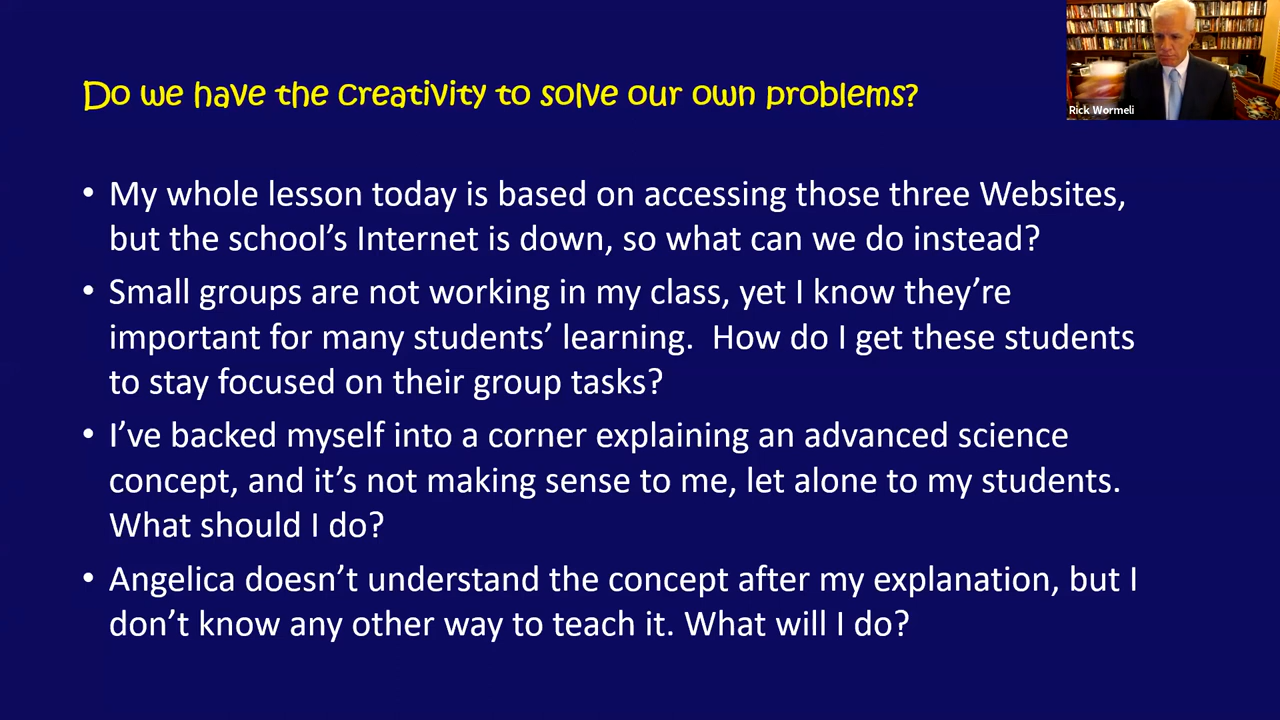 Do we have the creativity to solve our own problems?
Rick Wormeli
• My whole lesson today is based on accessing those three Websites,
but the school’s Internet is down, so what can we do instead?
• Small groups are not working in my class, yet I know they’re
important for many students’ learning.  How do I get these students
to stay focused on their group tasks?
• I’ve backed myself into a corner explaining an advanced science
concept, and it’s not making sense to me, let alone to my students.
What should I do?
• Angelica doesn’t understand the concept after my explanation, but I
don’t know any other way to teach it. What will I do?